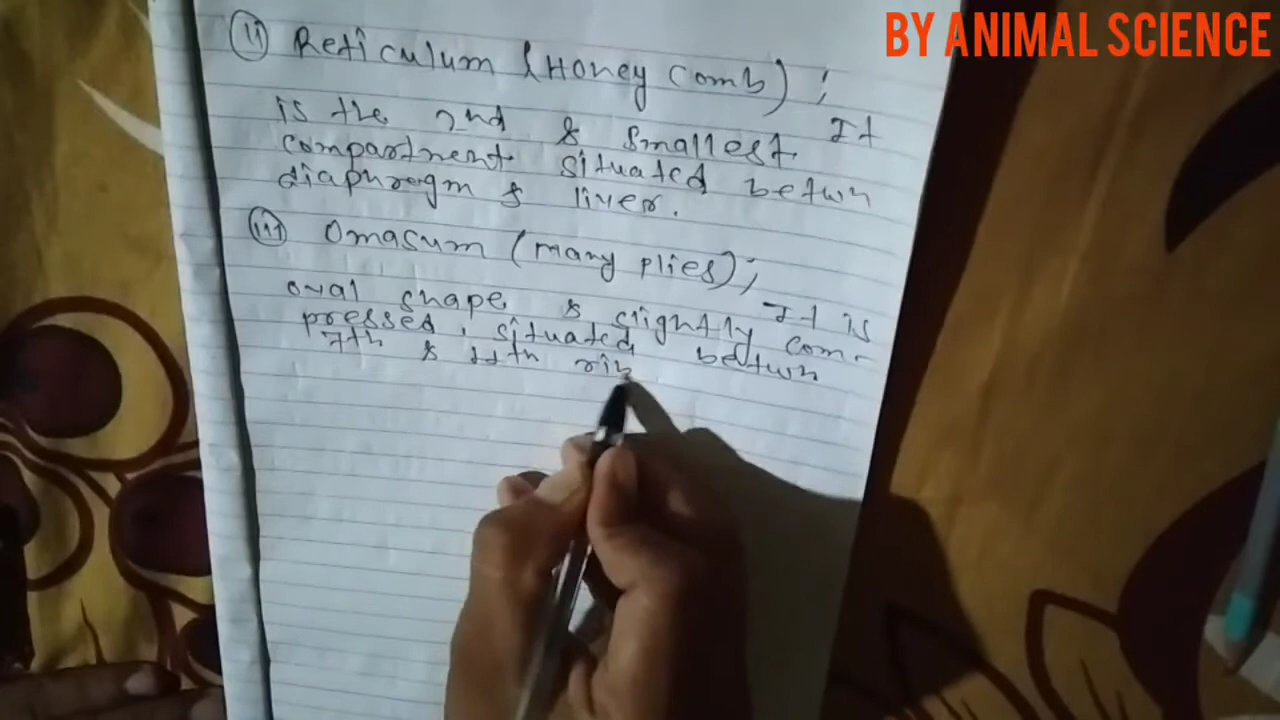 BY ANIMAL SCIENCE
(ii) Reticulum (Honey Comb) ; It
is the 2nd & smallest
compartment situated betwn
diaphragm & liver.
(iii) Omasum (many plies) ; It is
oval shape & slightly com-
pressed, situated betwn
7th & 11th rib